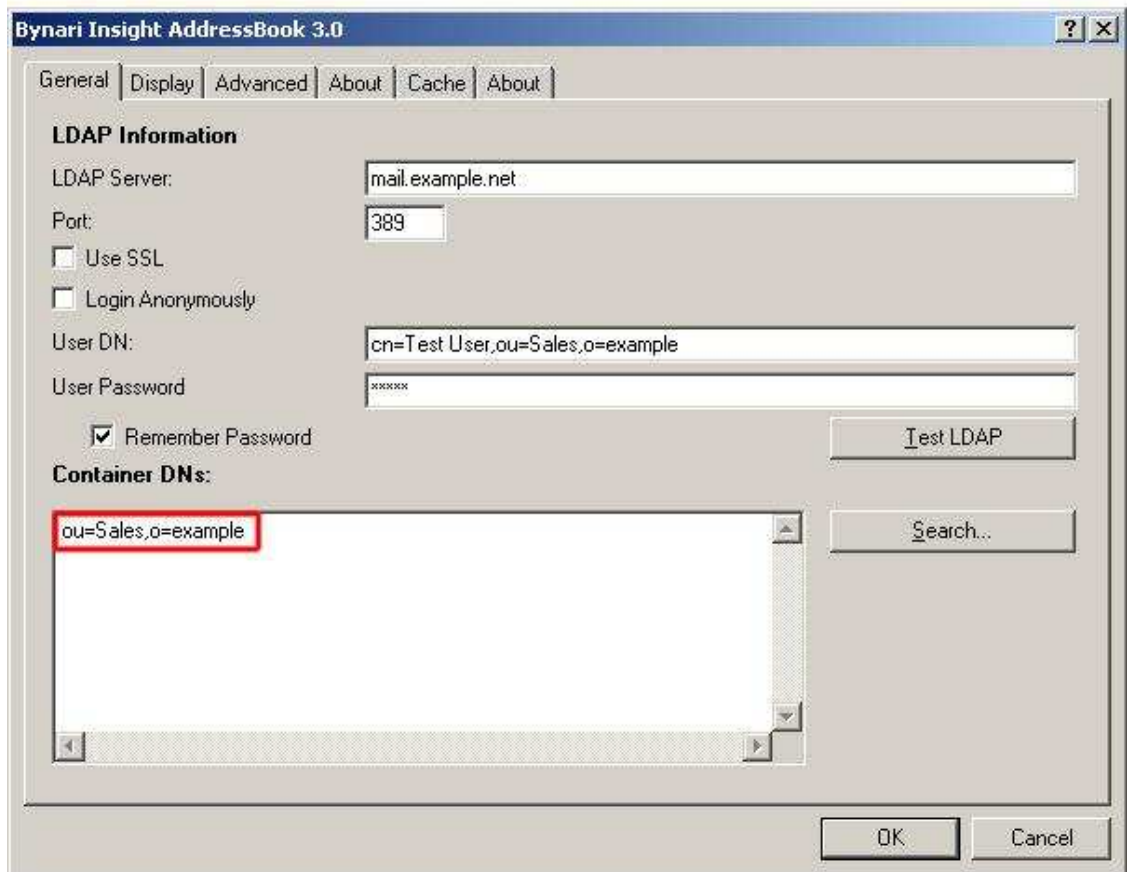 Bynari Insight AddressBook 3.0
General Display Advanced About Cache About
LDAP Information
LDAP Server: mail.example.net
Port: 389
Use SSL
Login Anonymously
User DN: cn=Test User,ou=Sales,o=example
User Password *****
Remember Password Test LDAP
Container DNs:
ou=Sales,o=example Search...
OK Cancel